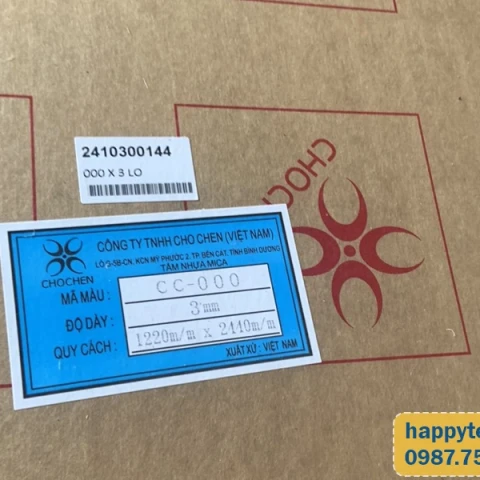 2410300144
000 X 3 LO
CHOC
CÔNG TY TNHH CHO CHEN (VIỆT NAM)
LÔ G-5B-CN, KCN MỸ PHƯỚC 2, TP. BẾN CÁT, TỈNH BÌNH DƯƠNG
TẤM NHỰA MICA
CHOCHEN
MÃ MÀU : CC-000
ĐỘ DÀY : 3mm
QUY CÁCH : 1220m/m x 2440m/m
XUẤT XỨ : VIỆT NAM
happyte
0987.75